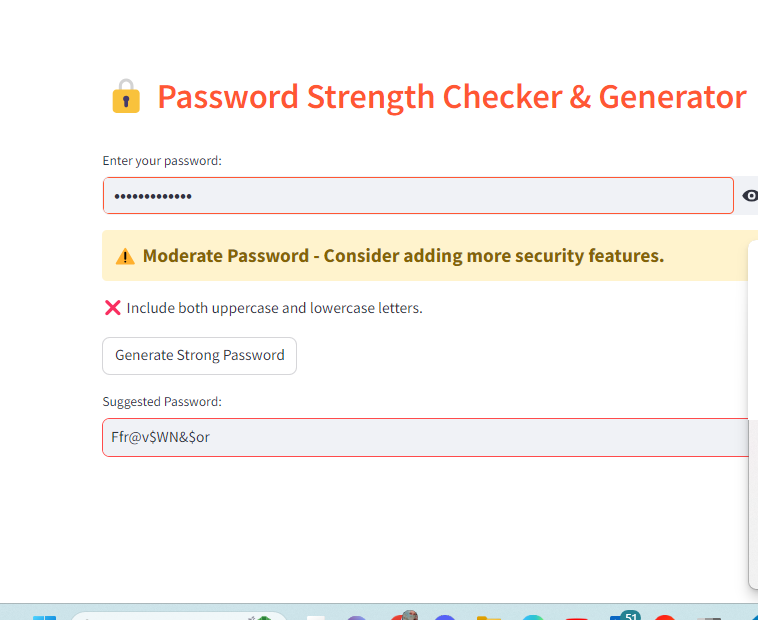 Password Strength Checker & Generator
Enter your password:
•••••••••••••
Moderate Password - Consider adding more security features.
Include both uppercase and lowercase letters.
Generate Strong Password
Suggested Password:
Ffr@v$WN&$or
51